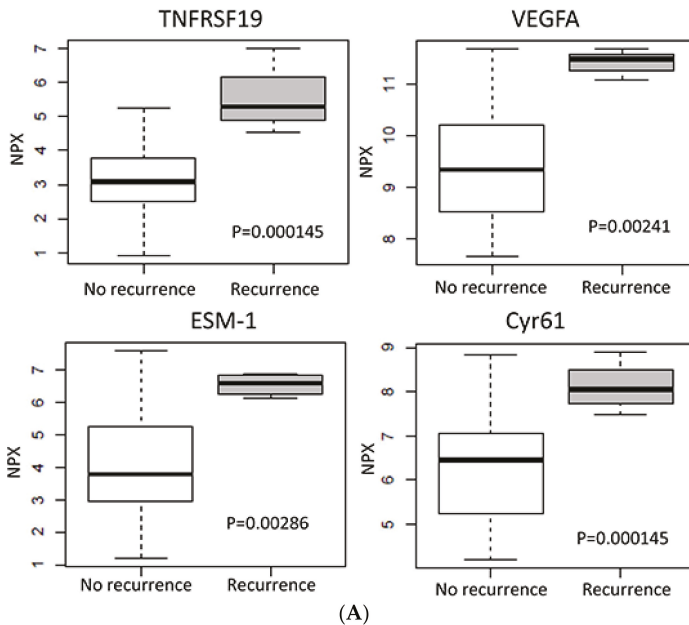 TNFRSF19
VEGFA
NPX
7
6
5
4
3
2
1
P=0.000145
No recurrence
Recurrence
NPX
11
10
9
8
P=0.00241
No recurrence
Recurrence
ESM-1
Cyr61
NPX
7
6
5
4
3
2
1
P=0.00286
No recurrence
Recurrence
NPX
9
8
7
6
5
P=0.000145
No recurrence
Recurrence
(A)